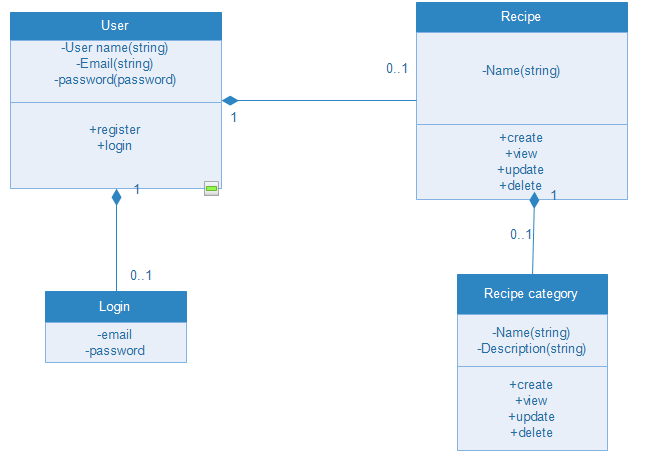 User
-User name(string)
-Email(string)
-password(password)
+register
+login
1
1
0..1
Recipe
-Name(string)
+create
+view
+update
+delete
1
0..1
0..1
Login
-email
-password
Recipe category
-Name(string)
-Description(string)
+create
+view
+update
+delete